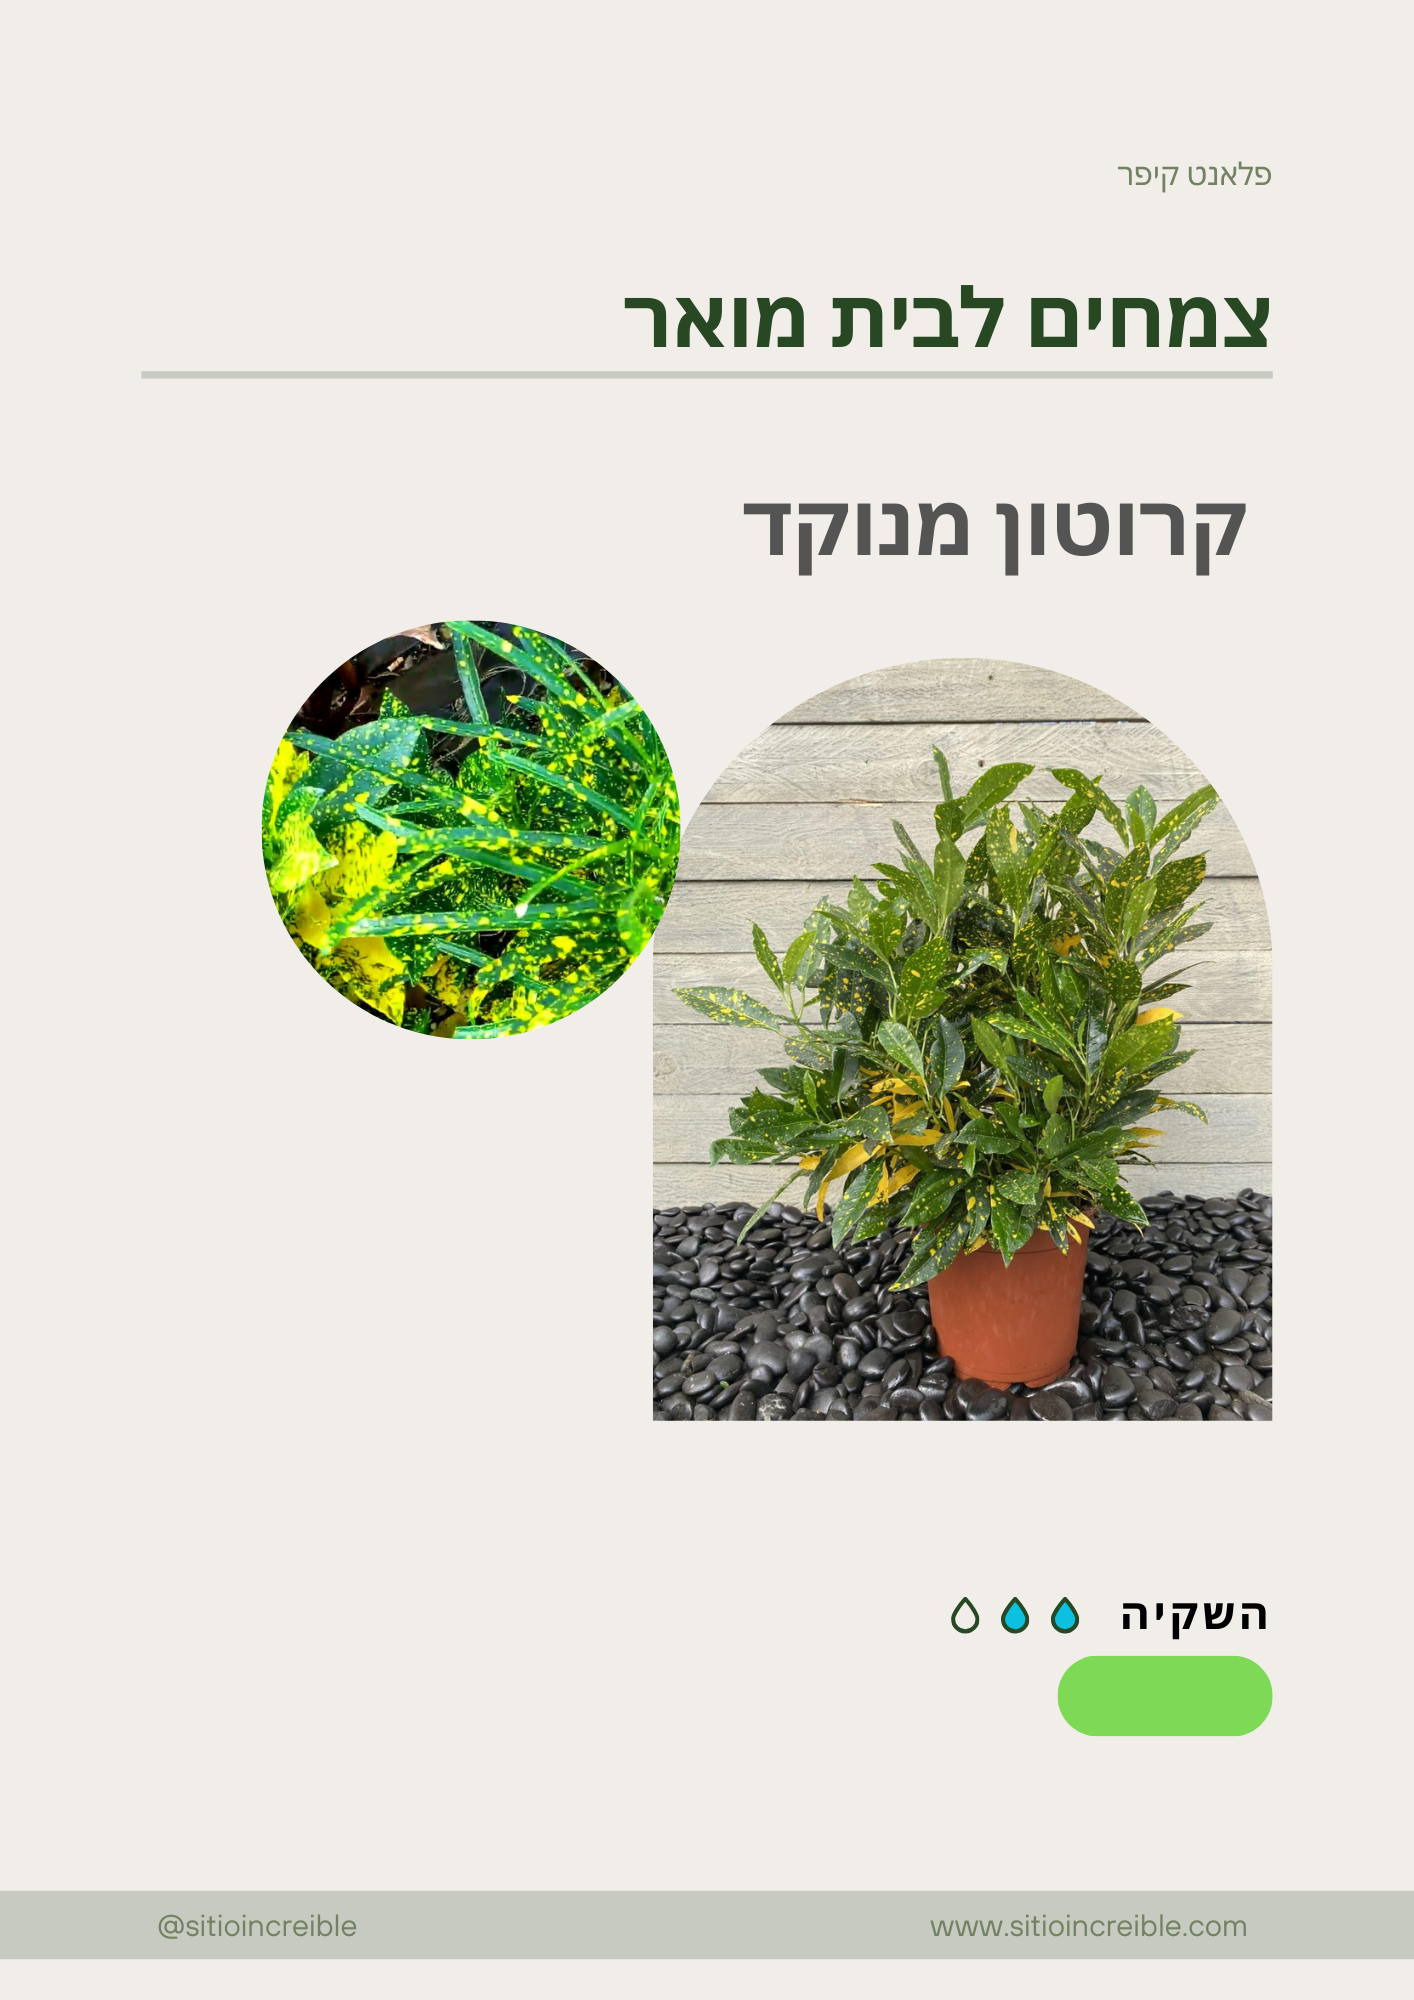 פלאנט קיפר
צמחים לבית מואר
קרוטון מנוקד
השקיה
@sitioincreible
www.sitioincreible.com